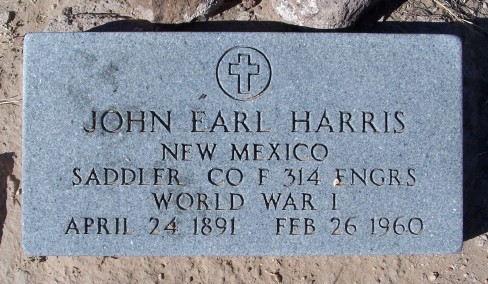 JOHN EARL HARRIS
NEW MEXICO
SADDLER CO F 314 ENGRS
WORLD WAR I
APRIL 24 1891 FEB 26 1960